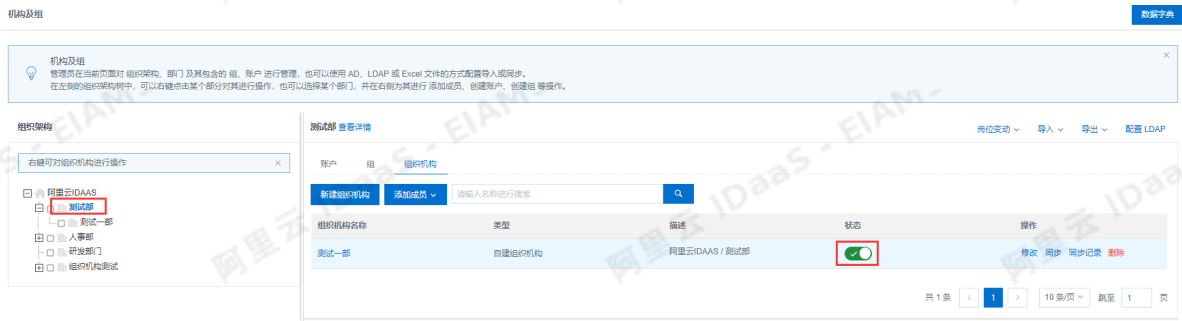 机构及组
数据字典
机构及组
管理员在当前页面对 组织架构、部门 及其包含的 组、账户 进行管理，也可以使用 AD、LDAP 或 Excel 文件的方式配置导入或同步。
在左侧的组织架构树中，可以右键点击某个部分对其进行操作，也可以选择某个部门，并在右侧为其进行 添加成员、创建账户、创建组 等操作。
组织架构
测试部 查看详情
岗位变动 导入 导出 配置 LDAP
右键可对组织机构进行操作
账户 组 组织机构
阿里云IDAAS
测试部
测试一部
人事部
研发部门
组织机构测试
新建组织机构 添加成员 请输入名称进行搜索
组织机构名称 类型 描述 状态 操作
测试一部 自建组织机构 阿里云IDAAS / 测试部 修改 同步 同步记录 删除
共 1 条 1 10 条/页 跳至 1 页
阿里云 IDaaS - EIAM-